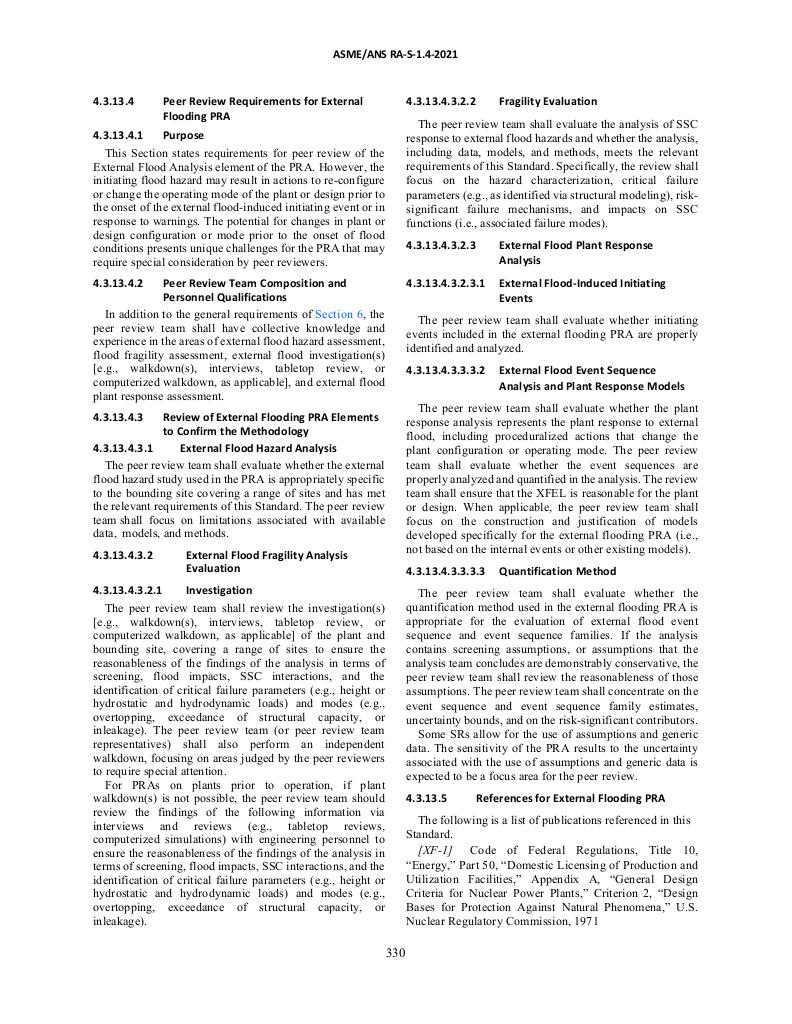 ASME/ANS RA-S-1.4-2021
4.3.13.4 Peer Review Requirements for External
Flooding PRA
4.3.13.4.1 Purpose
This Section states requirements for peer review of the
External Flood Analysis element of the PRA. However, the
initiating flood hazard may result in actions to re-configure
or change the operating mode of the plant or design prior to
the onset of the external flood-induced initiating event or in
response to warnings. The potential for changes in plant or
design configuration or mode prior to the onset of flood
conditions presents unique challenges for the PRA that may
require special consideration by peer reviewers.
4.3.13.4.2 Peer Review Team Composition and
Personnel Qualifications
In addition to the general requirements of Section 6, the
peer review team shall have collective knowledge and
experience in the areas of external flood hazard assessment,
flood fragility assessment, external flood investigation(s)
[e.g., walkdown(s), interviews, tabletop review, or
computerized walkdown, as applicable], and external flood
plant response assessment.
4.3.13.4.3 Review of External Flooding PRA Elements
to Confirm the Methodology
4.3.13.4.3.1 External Flood Hazard Analysis
The peer review team shall evaluate whether the external
flood hazard study used in the PRA is appropriately specific
to the bounding site covering a range of sites and has met
the relevant requirements of this Standard. The peer review
team shall focus on limitations associated with available
data, models, and methods.
4.3.13.4.3.2 External Flood Fragility Analysis
Evaluation
4.3.13.4.3.2.1 Investigation
The peer review team shall review the investigation(s)
[e.g., walkdown(s), interviews, tabletop review, or
computerized walkdown, as applicable] of the plant and
bounding site, covering a range of sites to ensure the
reasonableness of the findings of the analysis in terms of
screening, flood impacts, SSC interactions, and the
identification of critical failure parameters (e.g., height or
hydrostatic and hydrodynamic loads) and modes (e.g.,
overtopping, exceedance of structural capacity, or
inleakage). The peer review team (or peer review team
representatives) shall also perform an independent
walkdown, focusing on areas judged by the peer reviewers
to require special attention.
For PRAs on plants prior to operation, if plant
walkdown(s) is not possible, the peer review team should
review the findings of the following information via
interviews and reviews (e.g., tabletop reviews,
computerized simulations) with engineering personnel to
ensure the reasonableness of the findings of the analysis in
terms of screening, flood impacts, SSC interactions, and the
identification of critical failure parameters (e.g., height or
hydrostatic and hydrodynamic loads) and modes (e.g.,
overtopping, exceedance of structural capacity, or
inleakage).
4.3.13.4.3.2.2 Fragility Evaluation
The peer review team shall evaluate the analysis of SSC
response to external flood hazards and whether the analysis,
including data, models, and methods, meets the relevant
requirements of this Standard. Specifically, the review shall
focus on the hazard characterization, critical failure
parameters (e.g., as identified via structural modeling), risk-
significant failure mechanisms, and impacts on SSC
functions (i.e., associated failure modes).
4.3.13.4.3.2.3 External Flood Plant Response
Analysis
4.3.13.4.3.2.3.1 External Flood-Induced Initiating
Events
The peer review team shall evaluate whether initiating
events included in the external flooding PRA are properly
identified and analyzed.
4.3.13.4.3.3.3.2 External Flood Event Sequence
Analysis and Plant Response Models
The peer review team shall evaluate whether the plant
response analysis represents the plant response to external
flood, including proceduralized actions that change the
plant configuration or operating mode. The peer review
team shall evaluate whether the event sequences are
properly analyzed and quantified in the analysis. The review
team shall ensure that the XFEL is reasonable for the plant
or design. When applicable, the peer review team shall
focus on the construction and justification of models
developed specifically for the external flooding PRA (i.e.,
not based on the internal events or other existing models).
4.3.13.4.3.3.3.3 Quantification Method
The peer review team shall evaluate whether the
quantification method used in the external flooding PRA is
appropriate for the evaluation of external flood event
sequence and event sequence families. If the analysis
contains screening assumptions, or assumptions that the
analysis team concludes are demonstrably conservative, the
peer review team shall review the reasonableness of those
assumptions. The peer review team shall concentrate on the
event sequence and event sequence family estimates,
uncertainty bounds, and on the risk-significant contributors.
Some SRs allow for the use of assumptions and generic
data. The sensitivity of the PRA results to the uncertainty
associated with the use of assumptions and generic data is
expected to be a focus area for the peer review.
4.3.13.5 References for External Flooding PRA
The following is a list of publications referenced in this
Standard.
[XF-1] Code of Federal Regulations, Title 10,
“Energy,” Part 50, “Domestic Licensing of Production and
Utilization Facilities,” Appendix A, “General Design
Criteria for Nuclear Power Plants,” Criterion 2, “Design
Bases for Protection Against Natural Phenomena,” U.S.
Nuclear Regulatory Commission, 1971
330